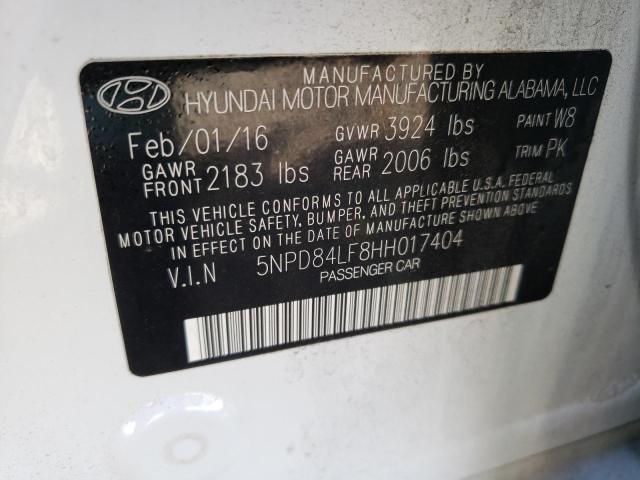 MANUFACTURED BY
HYUNDAI MOTOR MANUFACTURING ALABAMA, LLC
Feb/01/16 GVWR 3924 lbs PAINT W8
GAWR FRONT 2183 lbs GAWR REAR 2006 lbs TRIM PK
THIS VEHICLE CONFORMS TO ALL APPLICABLE U.S.A. FEDERAL
MOTOR VEHICLE SAFETY, BUMPER, AND THEFT PREVENTION STANDARDS
IN EFFECT ON THE DATE OF MANUFACTURE SHOWN ABOVE.
V.I.N 5NPD84LF8HH017404
PASSENGER CAR